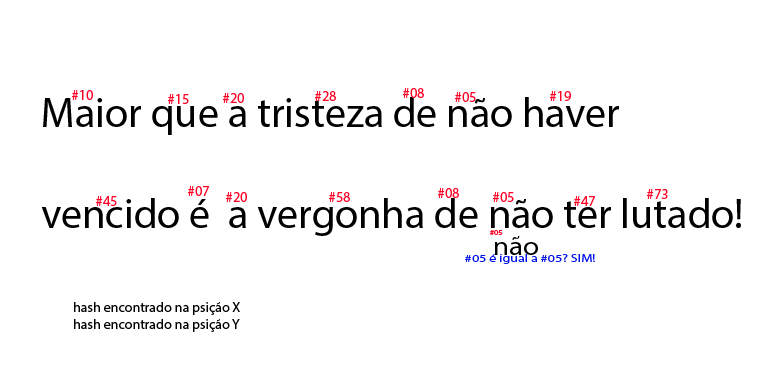 #10 #15 #20 #28 #08 #05 #19
Maior que a tristeza de não haver
#45 #07 #20 #58 #08 #05 #47 #73
vencido é a vergonha de não ter lutado!
#05
não
#05 é igual a #05? SIM!
hash encontrado na psição X
hash encontrado na psição Y